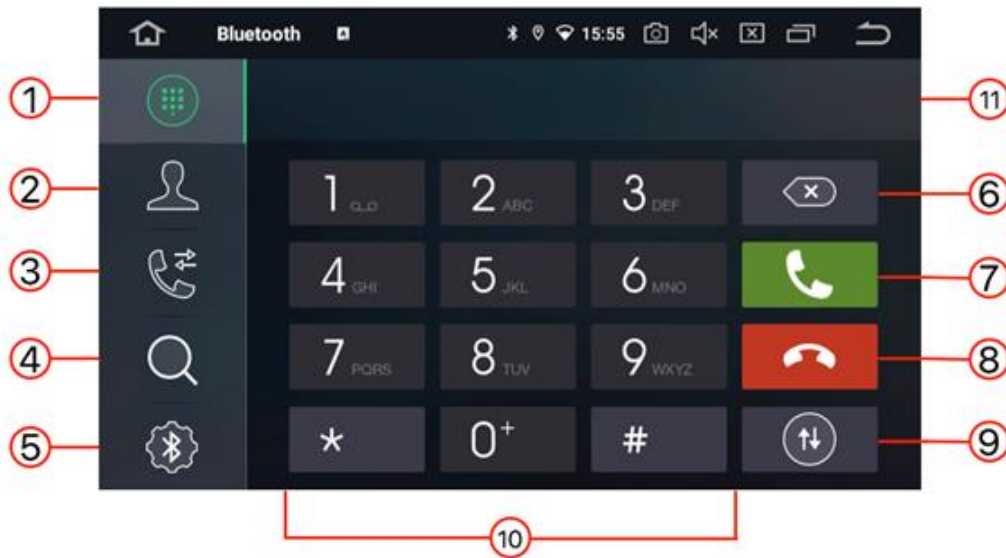 Bluetooth A 15:55
1 11
2 1 2 ABC 3 DEF 6
3 4 GHI 5 JKL 6 MNO 7
4 7 PQRS 8 TUV 9 WXYZ 8
5 * 0+ # 9
10